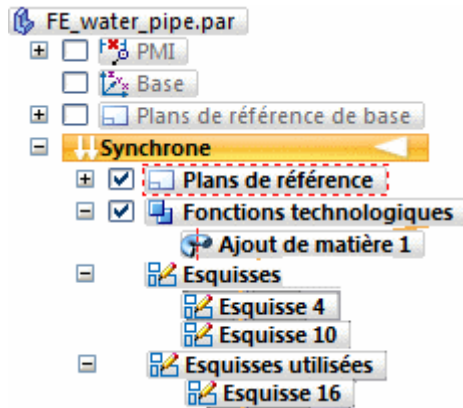 FE_water_pipe.par
PMI
Base
Plans de référence de base
Synchrone
Plans de référence
Fonctions technologiques
Ajout de matière 1
Esquisses
Esquisse 4
Esquisse 10
Esquisses utilisées
Esquisse 16